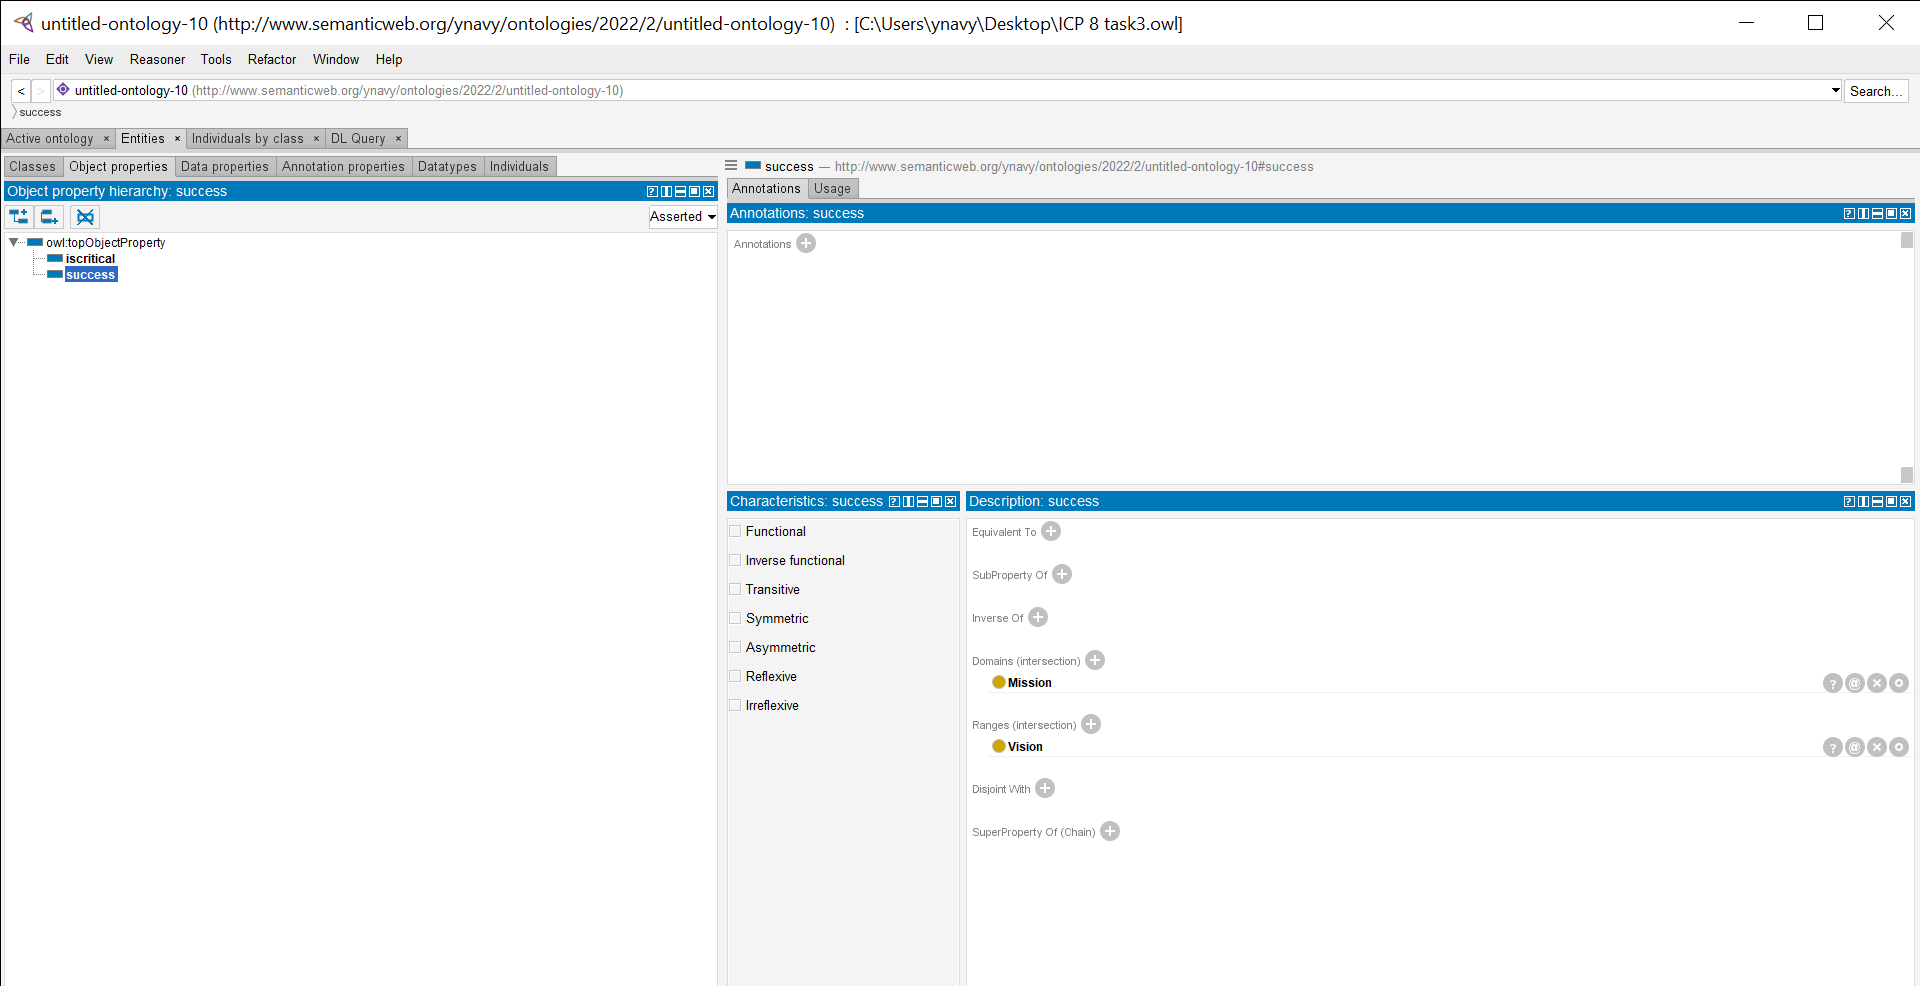 untitled-ontology-10 (http://www.semanticweb.org/ynavy/ontologies/2022/2/untitled-ontology-10) : [C:\Users\ynavy\Desktop\ICP 8 task3.owl]
File Edit View Reasoner Tools Refactor Window Help
< > untitled-ontology-10 (http://www.semanticweb.org/ynavy/ontologies/2022/2/untitled-ontology-10) Search...
success
Active ontology × Entities × Individuals by class × DL Query ×
Classes Object properties Data properties Annotation properties Datatypes Individuals
Object property hierarchy: success
Asserted
owl:topObjectProperty
iscritical
success
success — http://www.semanticweb.org/ynavy/ontologies/2022/2/untitled-ontology-10#success
Annotations Usage
Annotations: success
Annotations
Characteristics: success
Functional
Inverse functional
Transitive
Symmetric
Asymmetric
Reflexive
Irreflexive
Description: success
Equivalent To
SubProperty Of
Inverse Of
Domains (intersection)
Mission
Ranges (intersection)
Vision
Disjoint With
SuperProperty Of (Chain)